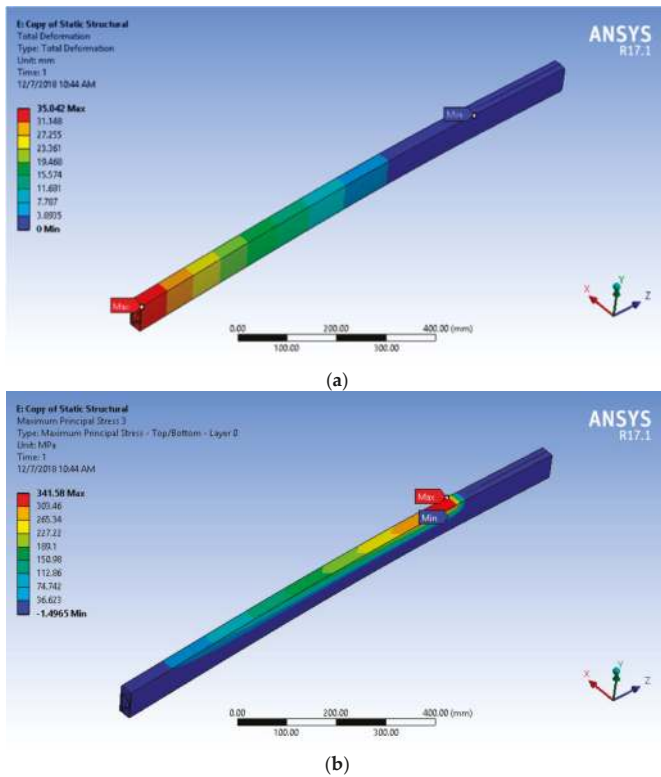 E: Copy of Static Structural
Total Deformation
Type: Total Deformation
Unit: mm
Time: 1
12/7/2018 10:44 AM
35.042 Max
31.148
27.255
23.361
19.468
15.574
11.681
7.787
3.8935
0 Min
ANSYS
R17.1
Min
Max
0.00
200.00
400.00 (mm)
100.00
300.00
X
Y
Z
(a)
E: Copy of Static Structural
Maximum Principal Stress 3
Type: Maximum Principal Stress - Top/Bottom - Layer 0
Unit: MPa
Time: 1
12/7/2018 10:44 AM
341.58 Max
303.46
265.34
227.22
189.1
150.98
112.86
74.742
36.623
-1.4965 Min
ANSYS
R17.1
Max
Min
0.00
200.00
400.00 (mm)
100.00
300.00
X
Y
Z
(b)